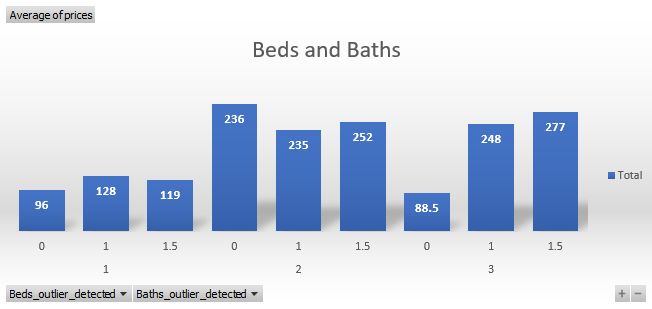 Average of prices
Beds and Baths
96
128
119
236
235
252
88.5
248
277
Total
0 1 1.5 0 1 1.5 0 1 1.5
1 2 3
Beds_outlier_detected Baths_outlier_detected
+ −